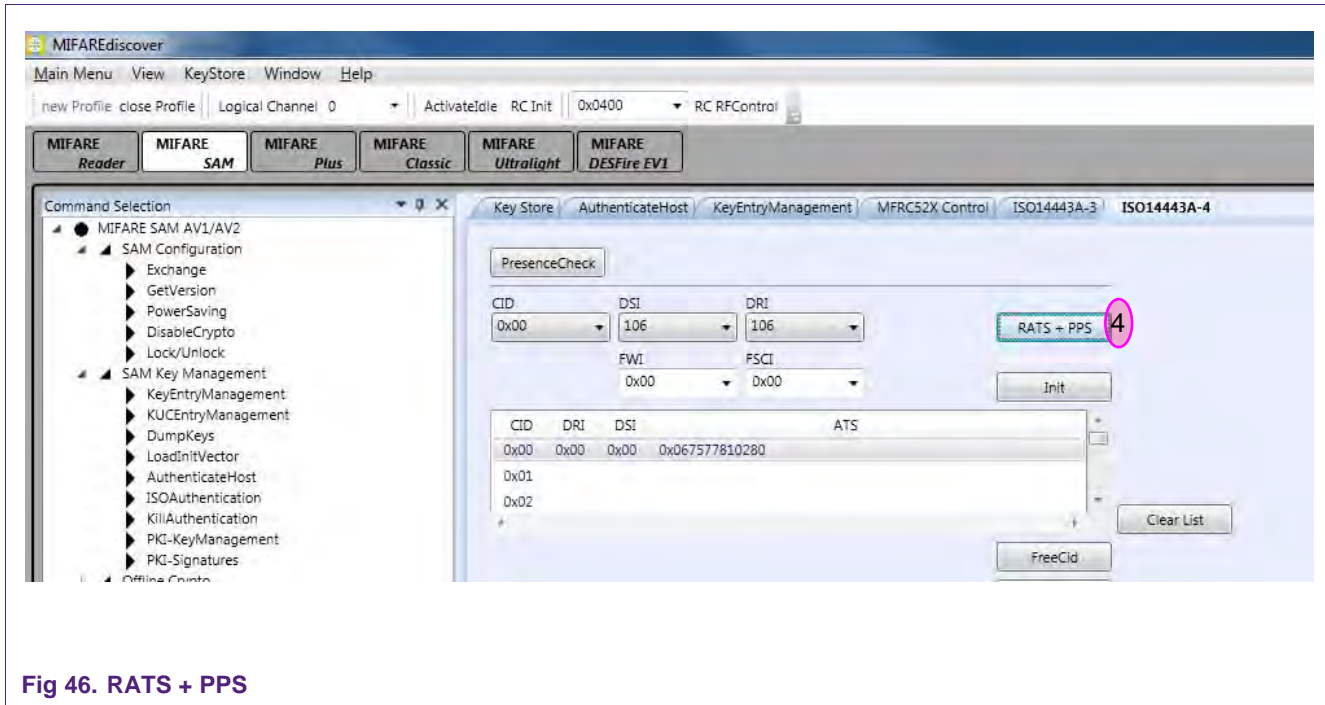 MIFAREdiscover
Main Menu View KeyStore Window Help
new Profile close Profile Logical Channel 0 ActivateIdle RC Init 0x0400 RC RFControl
MIFARE Reader MIFARE SAM MIFARE Plus MIFARE Classic MIFARE Ultralight MIFARE DESFire EV1
Command Selection
MIFARE SAM AV1/AV2
SAM Configuration
Exchange
GetVersion
PowerSaving
DisableCrypto
Lock/Unlock
SAM Key Management
KeyEntryManagement
KUCEntryManagement
DumpKeys
LoadInitVector
AuthenticateHost
ISOAuthentication
KillAuthentication
PKI-KeyManagement
PKI-Signatures
Offline Crypto
Key Store AuthenticateHost KeyEntryManagement MFRC52X Control ISO14443A-3 ISO14443A-4
PresenceCheck
CID DSI DRI
0x00 106 106 RATS + PPS 4
FWI FSCI
0x00 0x00 Init
CID DRI DSI ATS
0x00 0x00 0x00 0x067577810280
0x01
0x02
Clear List
FreeCid
Fig 46. RATS + PPS